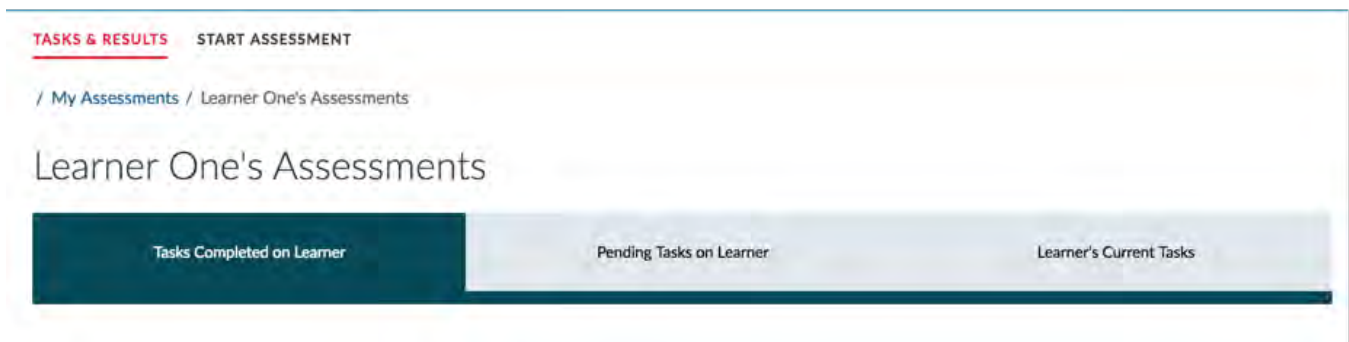 TASKS & RESULTS START ASSESSMENT
/ My Assessments / Learner One's Assessments
Learner One's Assessments
Tasks Completed on Learner Pending Tasks on Learner Learner's Current Tasks